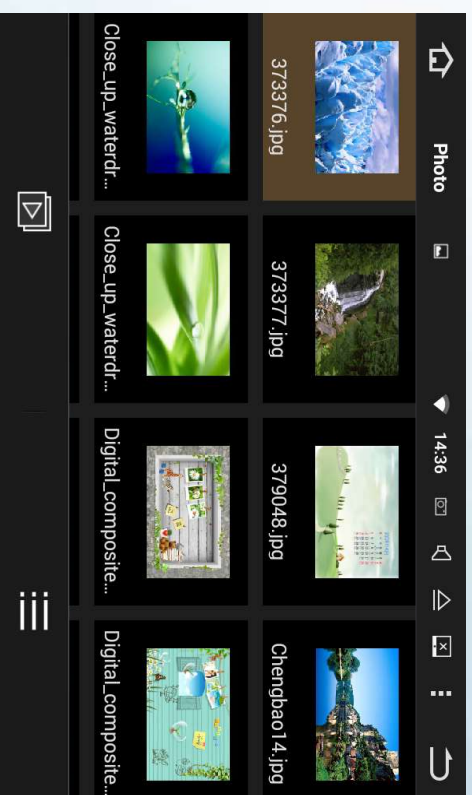 Photo
14:36
373376.jpg
373377.jpg
379048.jpg
Chengbao14.jpg
Close_up_waterdr...
Close_up_waterdr...
Digital_composite...
Digital_composite...